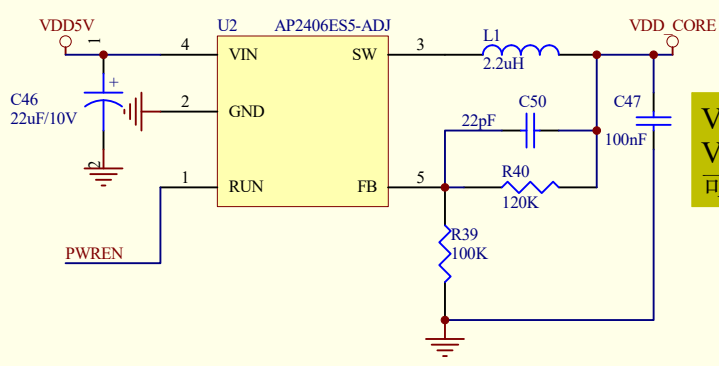 VDD5V
1
U2
AP2406ES5-ADJ
L1
VDD_CORE
4
VIN
SW
3
2.2uH
C46
22uF/10V
+
2
GND
C50
22pF
C47
100nF
V
V
2
1
RUN
FB
5
R40
120K
PWREN
R39
100K